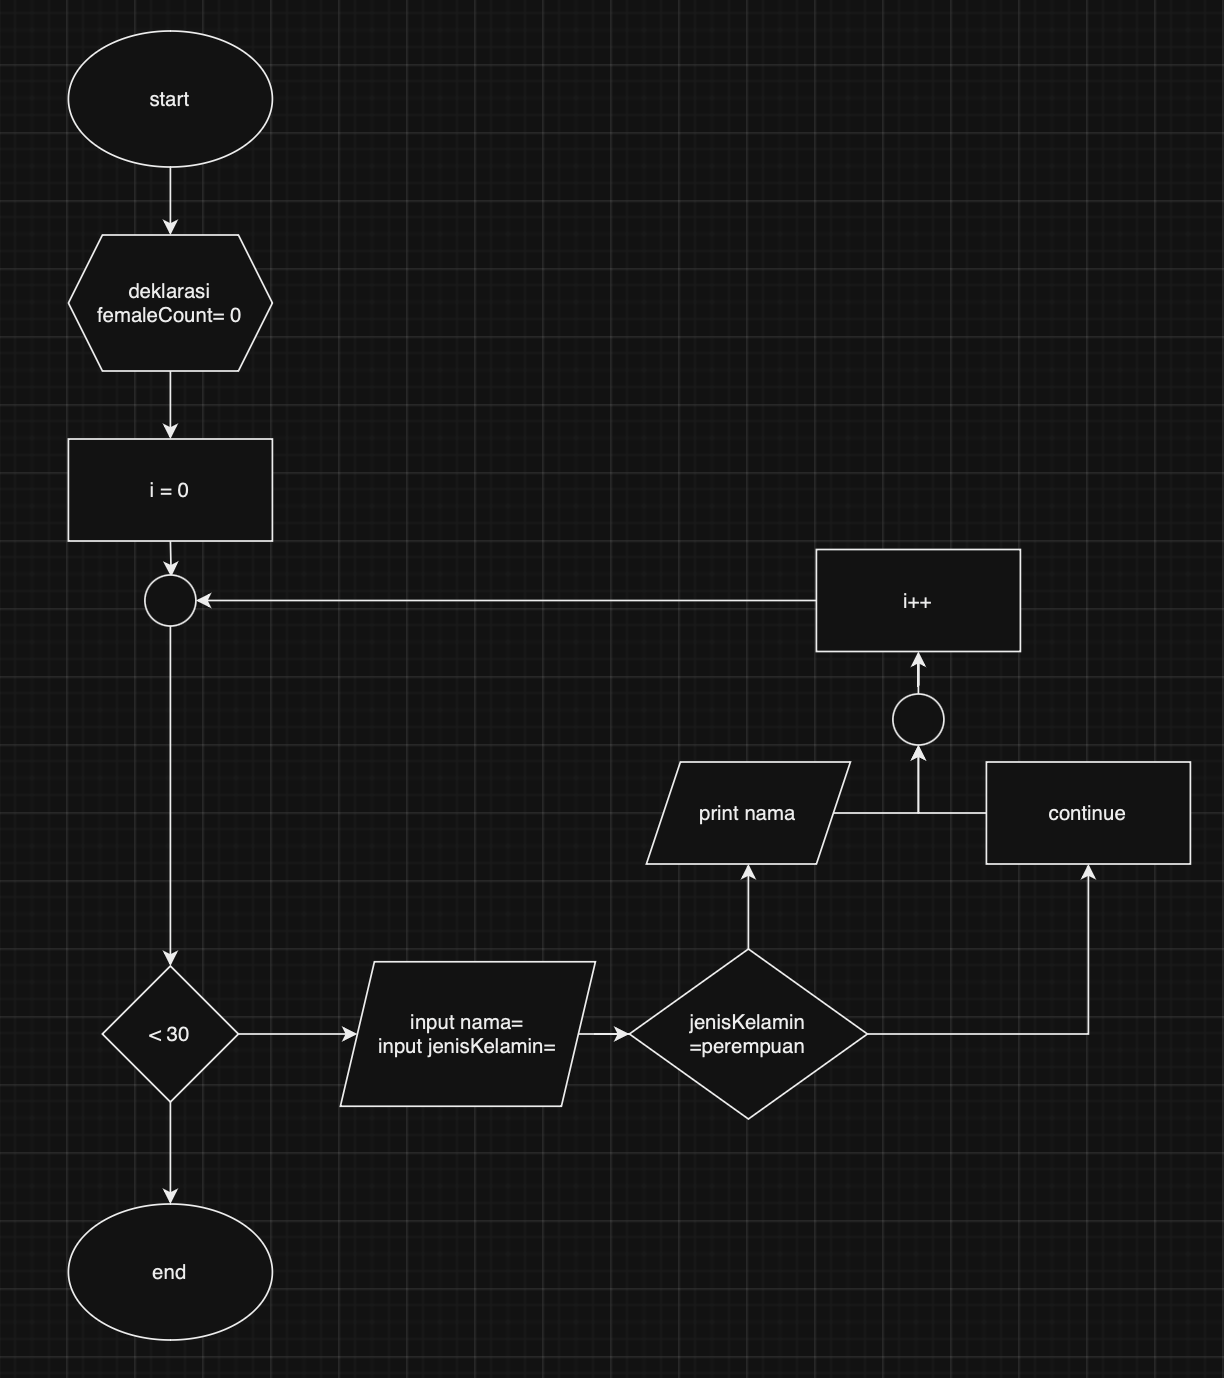 start
deklarasi
femaleCount= 0
i = 0
i++
print nama
continue
< 30
input nama=
input jenisKelamin=
jenisKelamin
=perempuan
end